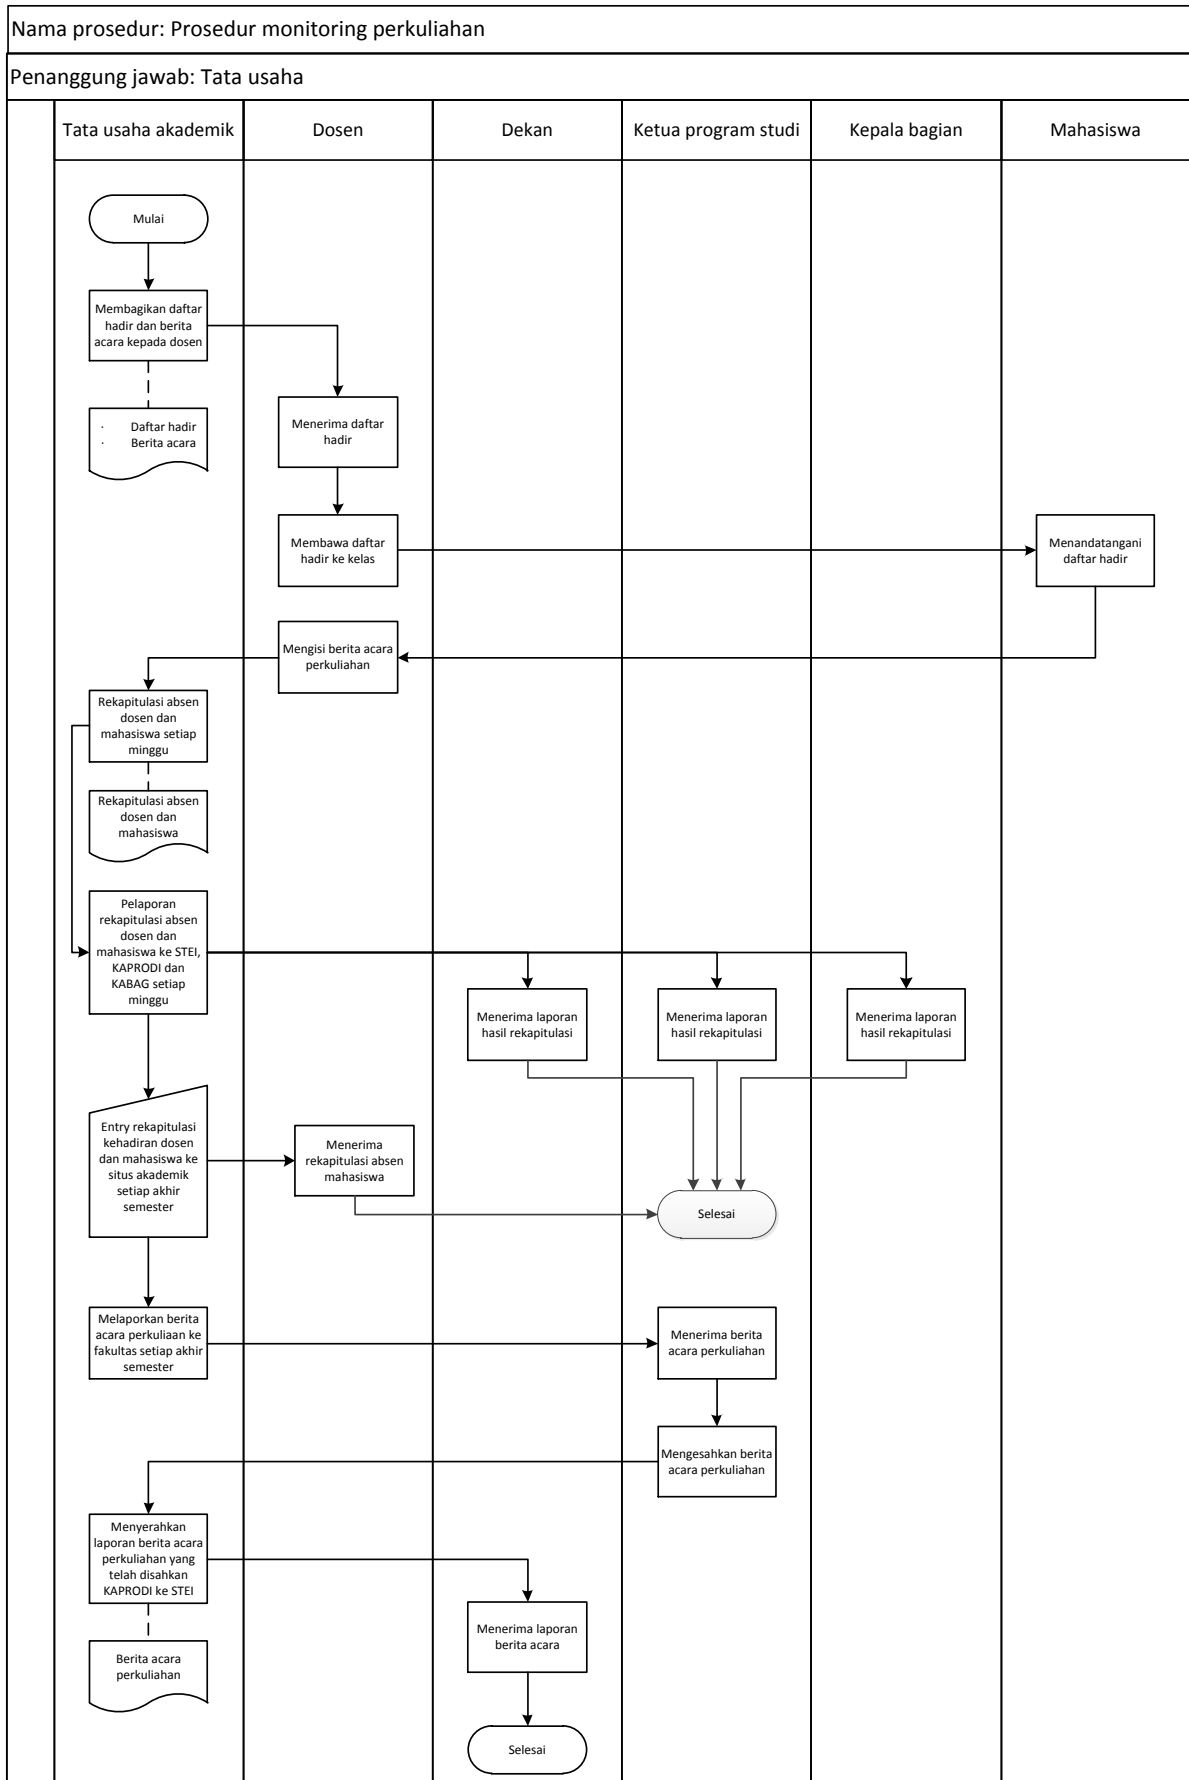 Nama prosedur: Prosedur monitoring perkuliahan
Penanggung jawab: Tata usaha
Tata usaha akademik
Dosen
Dekan
Ketua program studi
Kepala bagian
Mahasiswa
Mulai
Membagikan daftar
hadir dan berita
acara kepada dosen
· Daftar hadir
· Berita acara
Menerima daftar
hadir
Membawa daftar
hadir ke kelas
Menandatangani
daftar hadir
Mengisi berita acara
perkuliahan
Rekapitulasi absen
dosen dan
mahasiswa setiap
minggu
Rekapitulasi absen
dosen dan
mahasiswa
Pelaporan
rekapitulasi absen
dosen dan
mahasiswa ke STEI,
KAPRODI dan
KABAG setiap
minggu
Menerima laporan
hasil rekapitulasi
Menerima laporan
hasil rekapitulasi
Menerima laporan
hasil rekapitulasi
Entry rekapitulasi
kehadiran dosen
dan mahasiswa ke
situs akademik
setiap akhir
semester
Menerima
rekapitulasi absen
mahasiswa
Selesai
Melaporkan berita
acara perkuliaan ke
fakultas setiap akhir
semester
Menerima berita
acara perkuliahan
Mengesahkan berita
acara perkuliahan
Menyerahkan
laporan berita acara
perkuliahan yang
telah disahkan
KAPRODI ke STEI
Menerima laporan
berita acara
Berita acara
perkuliahan
Selesai